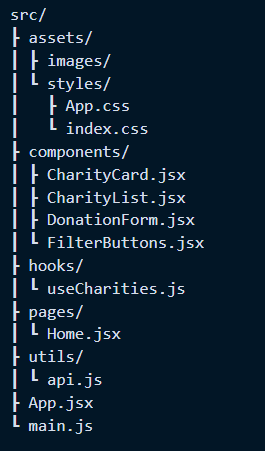 src/
├ assets/
│ ├ images/
│ └ styles/
│   ├ App.css
│   └ index.css
├ components/
│ ├ CharityCard.jsx
│ ├ CharityList.jsx
│ ├ DonationForm.jsx
│ └ FilterButtons.jsx
├ hooks/
│ └ useCharities.js
├ pages/
│ └ Home.jsx
├ utils/
│ └ api.js
├ App.jsx
└ main.js